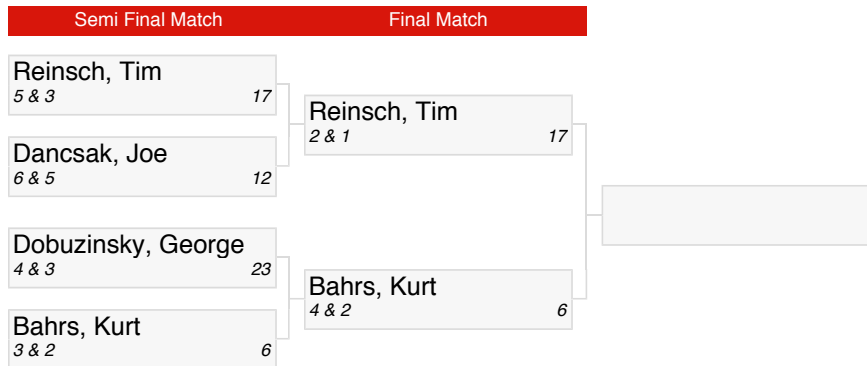 Semi Final Match Final Match
Reinsch, Tim
5 & 3 17
Dancsak, Joe
6 & 5 12
Dobuzinsky, George
4 & 3 23
Bahrs, Kurt
3 & 2 6
Reinsch, Tim
2 & 1 17
Bahrs, Kurt
4 & 2 6